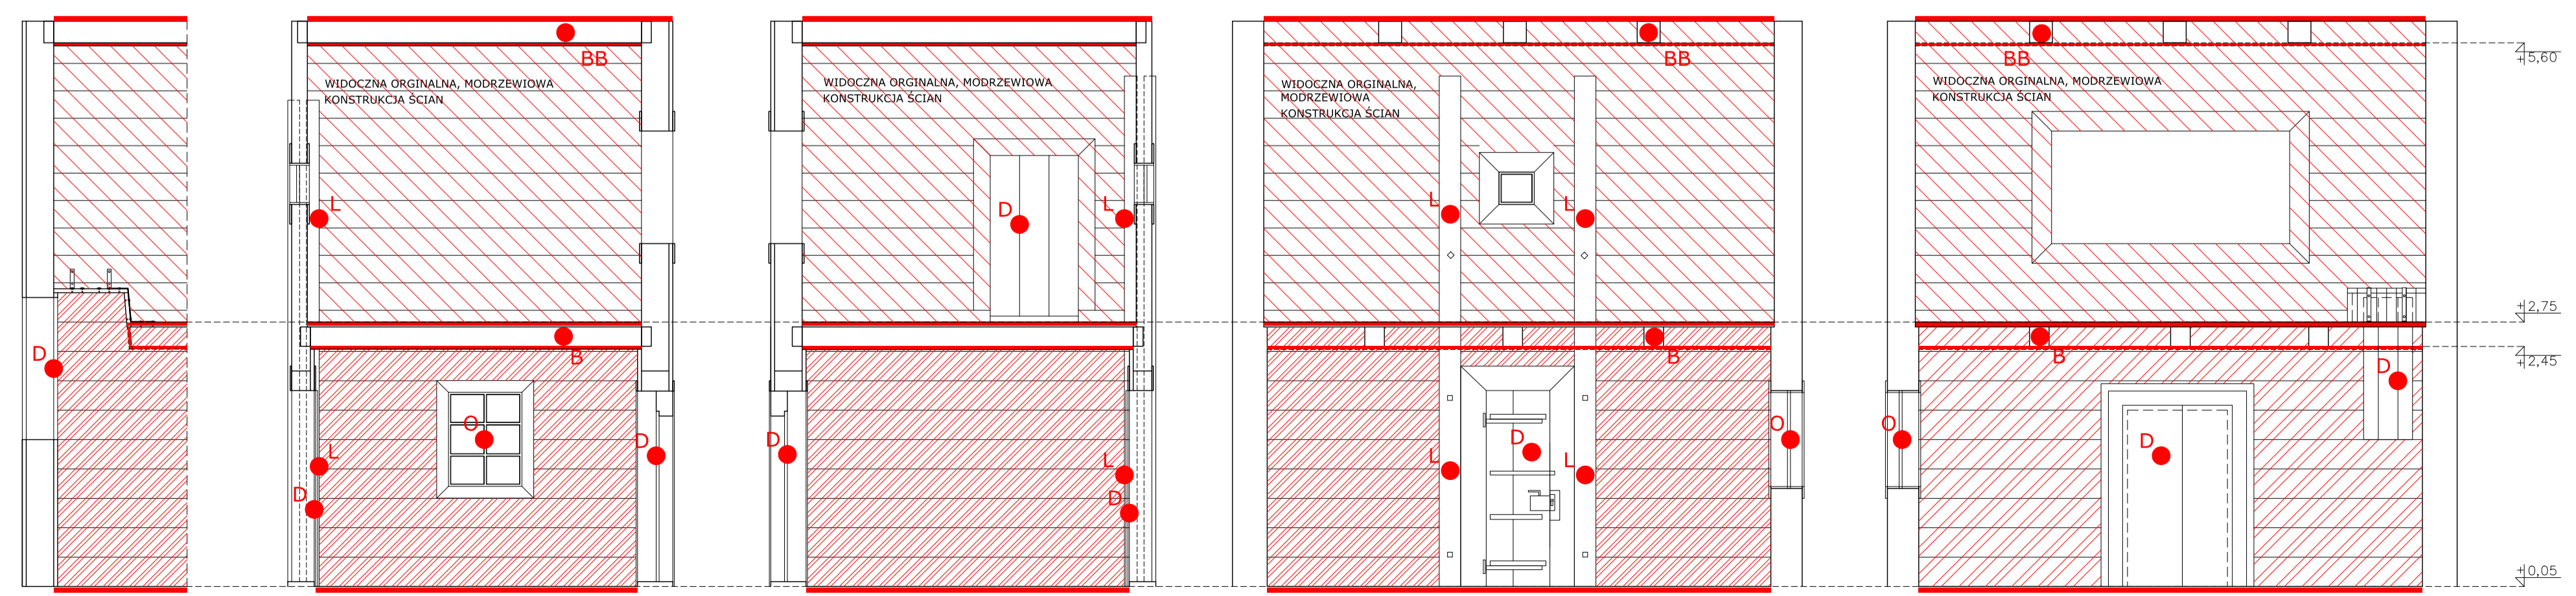 D
BB
WIDOCZNA ORGINALNA, MODRZEWIOWA
KONSTRUKCJA ŚCIAN
L
B
O
D
L
D
WIDOCZNA ORGINALNA, MODRZEWIOWA
KONSTRUKCJA ŚCIAN
D
L
D
L
D
BB
WIDOCZNA ORGINALNA,
MODRZEWIOWA
KONSTRUKCJA ŚCIAN
L
L
B
O
D
L
L
BB
WIDOCZNA ORGINALNA, MODRZEWIOWA
KONSTRUKCJA ŚCIAN
B
D
O
D
+5,60
+2,75
+2,45
+0,05